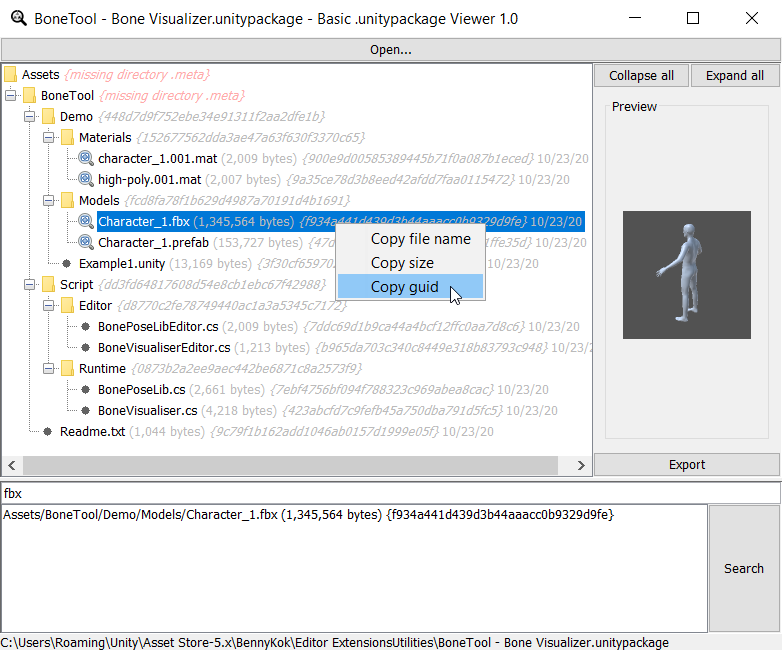 BoneTool - Bone Visualizer.unitypackage - Basic .unitypackage Viewer 1.0
Open...
Assets {missing directory .meta}
BoneTool {missing directory .meta}
Demo {448d7d9f752ebe34e91311f2aa2dfe1b}
Materials {152677562dda3ae47a63f630f3370c65}
character_1.001.mat (2,009 bytes) {900e9d00585389445b71f0a087b1eced} 10/23/20
high-poly.001.mat (2,007 bytes) {9a35ce78d3b8eed42afdd7faa0115472} 10/23/20
Models {fcd8fa78f1b629d4987a70191d4b1691}
Character_1.fbx (1,345,564 bytes) {f934a441d439d3b44aaacc0b9329d9fe} 10/23/20
Character_1.prefab (153,727 bytes) {47d 1ffe35d} 10/23/20
Example1.unity (13,169 bytes) {3f30cf65970 10/23/20
Script {dd3fd64817608d54e8cb1ebc67f42988}
Editor {d8770c2fe78749440ac1a3a5345c7172}
BonePoseLibEditor.cs (2,009 bytes) {7ddc69d1b9ca44a4bcf12ffc0aa7d8c6} 10/23/20
BoneVisualiserEditor.cs (1,213 bytes) {b965da703c340c8449e318b83793c948} 10/23/2
Runtime {0873b2a2ee9aec442be6871c8a2573f9}
BonePoseLib.cs (2,661 bytes) {7ebf4756bf094f788323c969abea8cac} 10/23/20
BoneVisualiser.cs (4,218 bytes) {423abcfd7c9fefb45a750dba791d5fc5} 10/23/20
Readme.txt (1,044 bytes) {9c79f1b162add1046ab0157d1999e05f} 10/23/20
Copy file name
Copy size
Copy guid
Collapse all
Expand all
Preview
Export
fbx
Assets/BoneTool/Demo/Models/Character_1.fbx (1,345,564 bytes) {f934a441d439d3b44aaacc0b9329d9fe}
Search
C:\Users\Roaming\Unity\Asset Store-5.x\BennyKok\Editor ExtensionsUtilities\BoneTool - Bone Visualizer.unitypackage